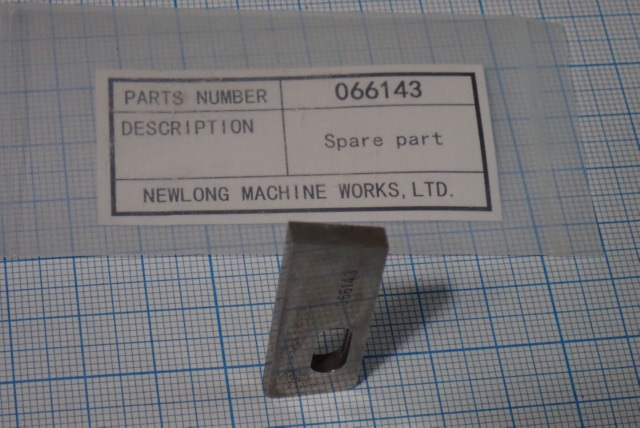 PARTS NUMBER 066143
DESCRIPTION Spare part
NEWLONG MACHINE WORKS,LTD.
066143